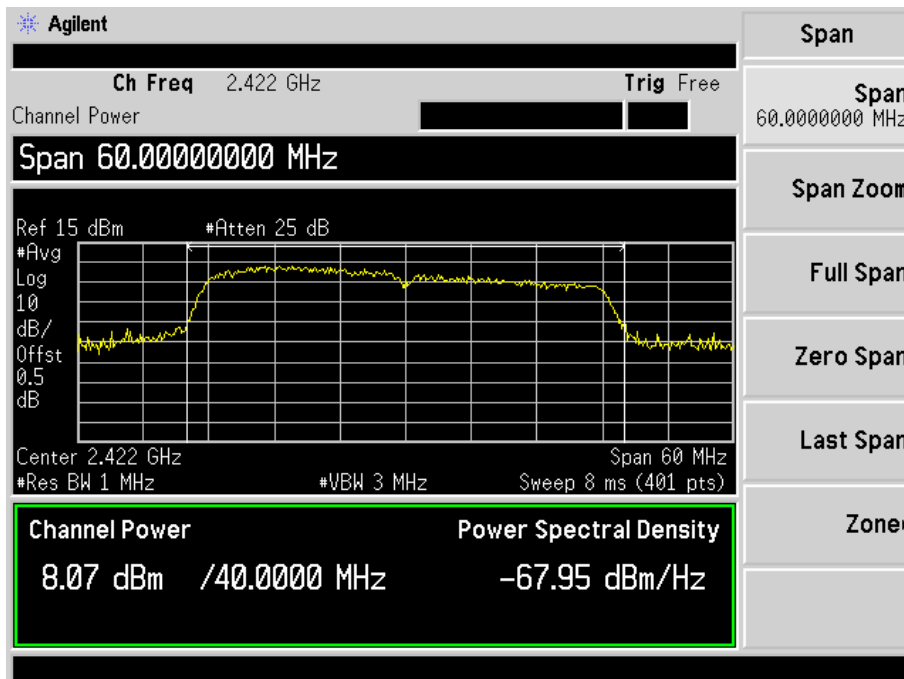 Agilent
Span
Ch Freq 2.422 GHz Trig Free
Channel Power
Span
60.0000000 MHz
Span 60.00000000 MHz
Span Zoom
Ref 15 dBm #Atten 25 dB
#Avg
Log
10
dB/
Offst
0.5
dB
Full Span
Zero Span
Last Span
Center 2.422 GHz Span 60 MHz
#Res BW 1 MHz #VBW 3 MHz Sweep 8 ms (401 pts)
Channel Power Power Spectral Density
8.07 dBm /40.0000 MHz -67.95 dBm/Hz